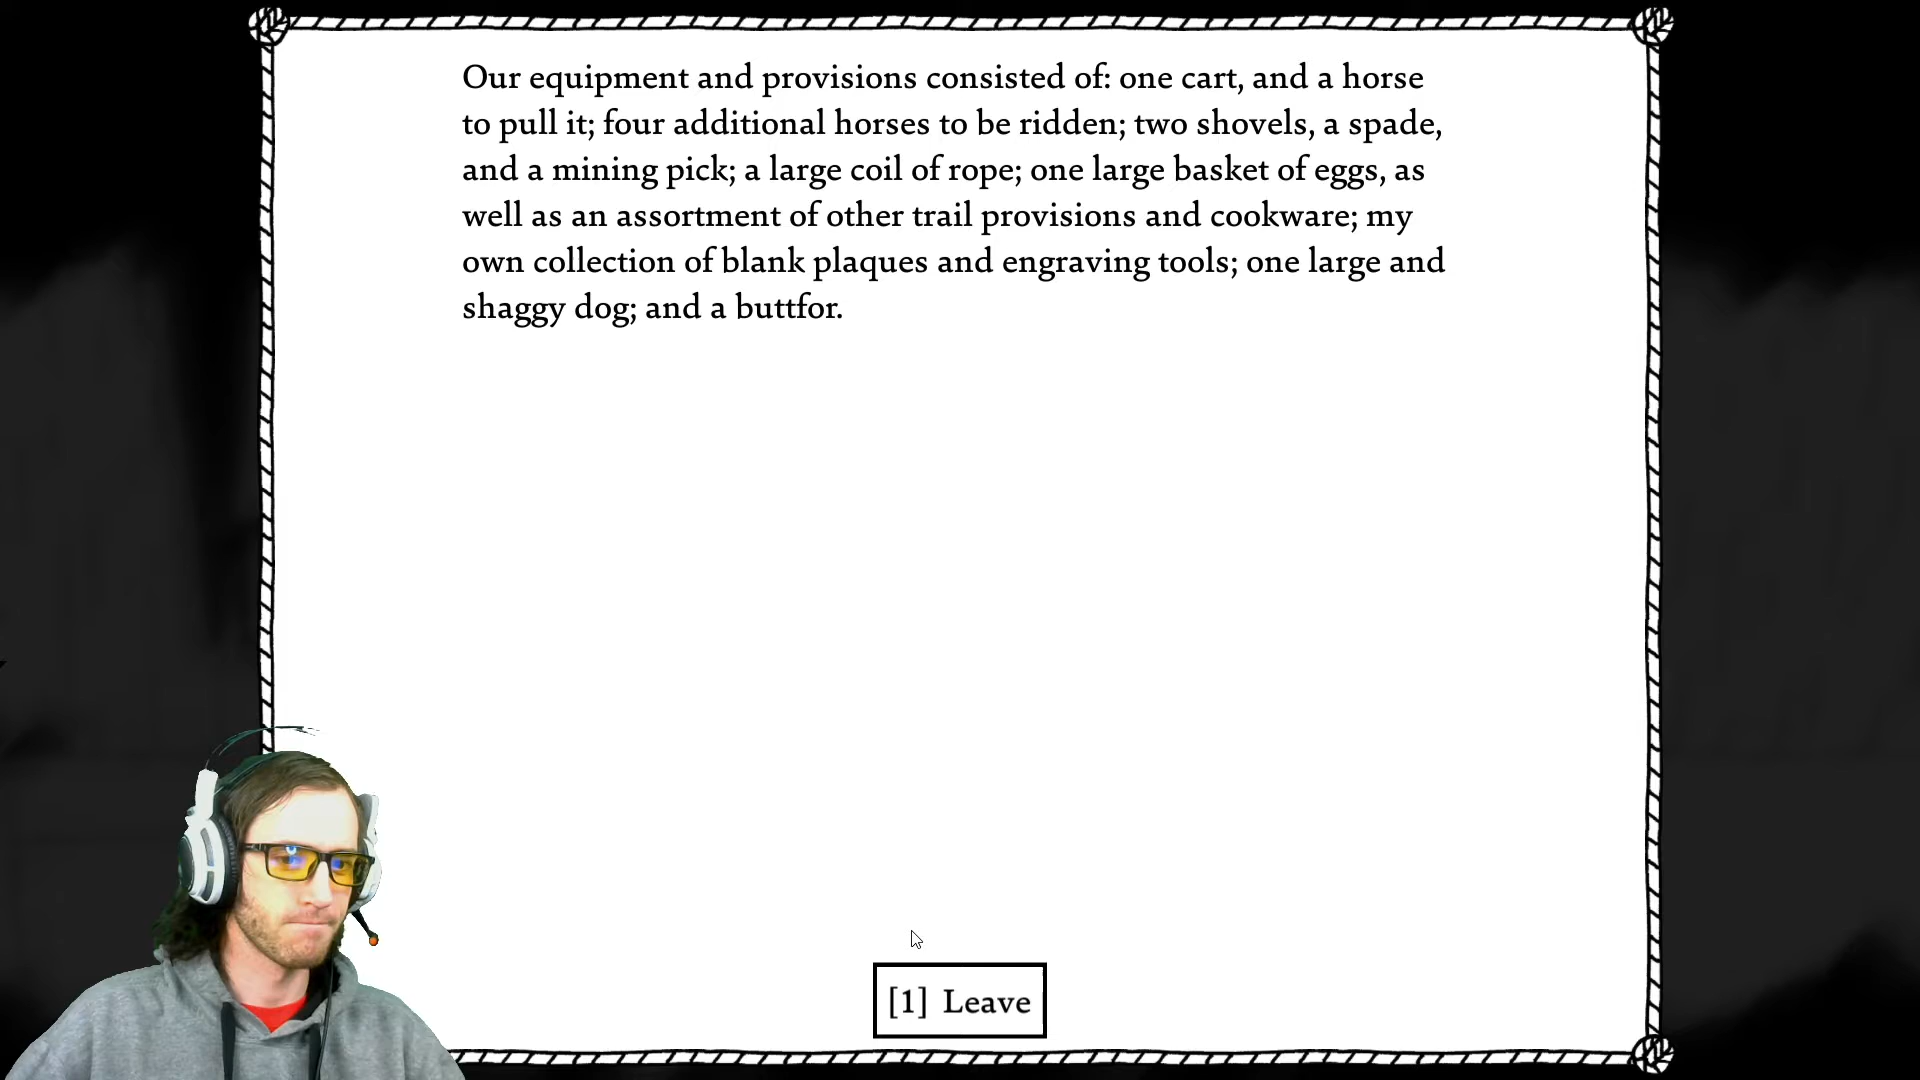 Our equipment and provisions consisted of: one cart, and a horse
to pull it; four additional horses to be ridden; two shovels, a spade,
and a mining pick; a large coil of rope; one large basket of eggs, as
well as an assortment of other trail provisions and cookware; my
own collection of blank plaques and engraving tools; one large and
shaggy dog; and a buttfor.
[1] Leave